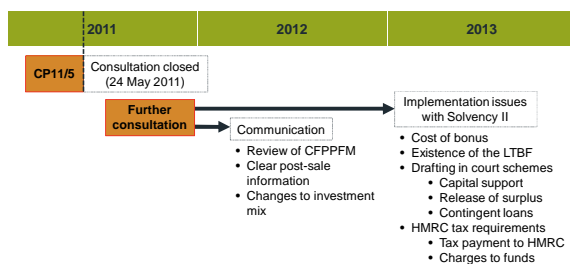 2011
2012
2013
CP11/5
Consultation closed
(24 May 2011)
Further
consultation
Communication
• Review of CFPPFM
• Clear post-sale
information
• Changes to investment
mix
Implementation issues
with Solvency II
• Cost of bonus
• Existence of the LTBF
• Drafting in court schemes
• Capital support
• Release of surplus
• Contingent loans
• HMRC tax requirements
• Tax payment to HMRC
• Charges to funds